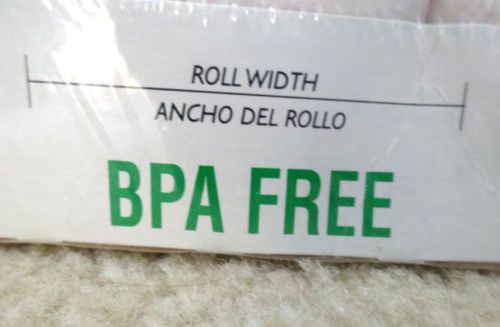 ROLL WIDTH
ANCHO DEL ROLLO
BPA FREE